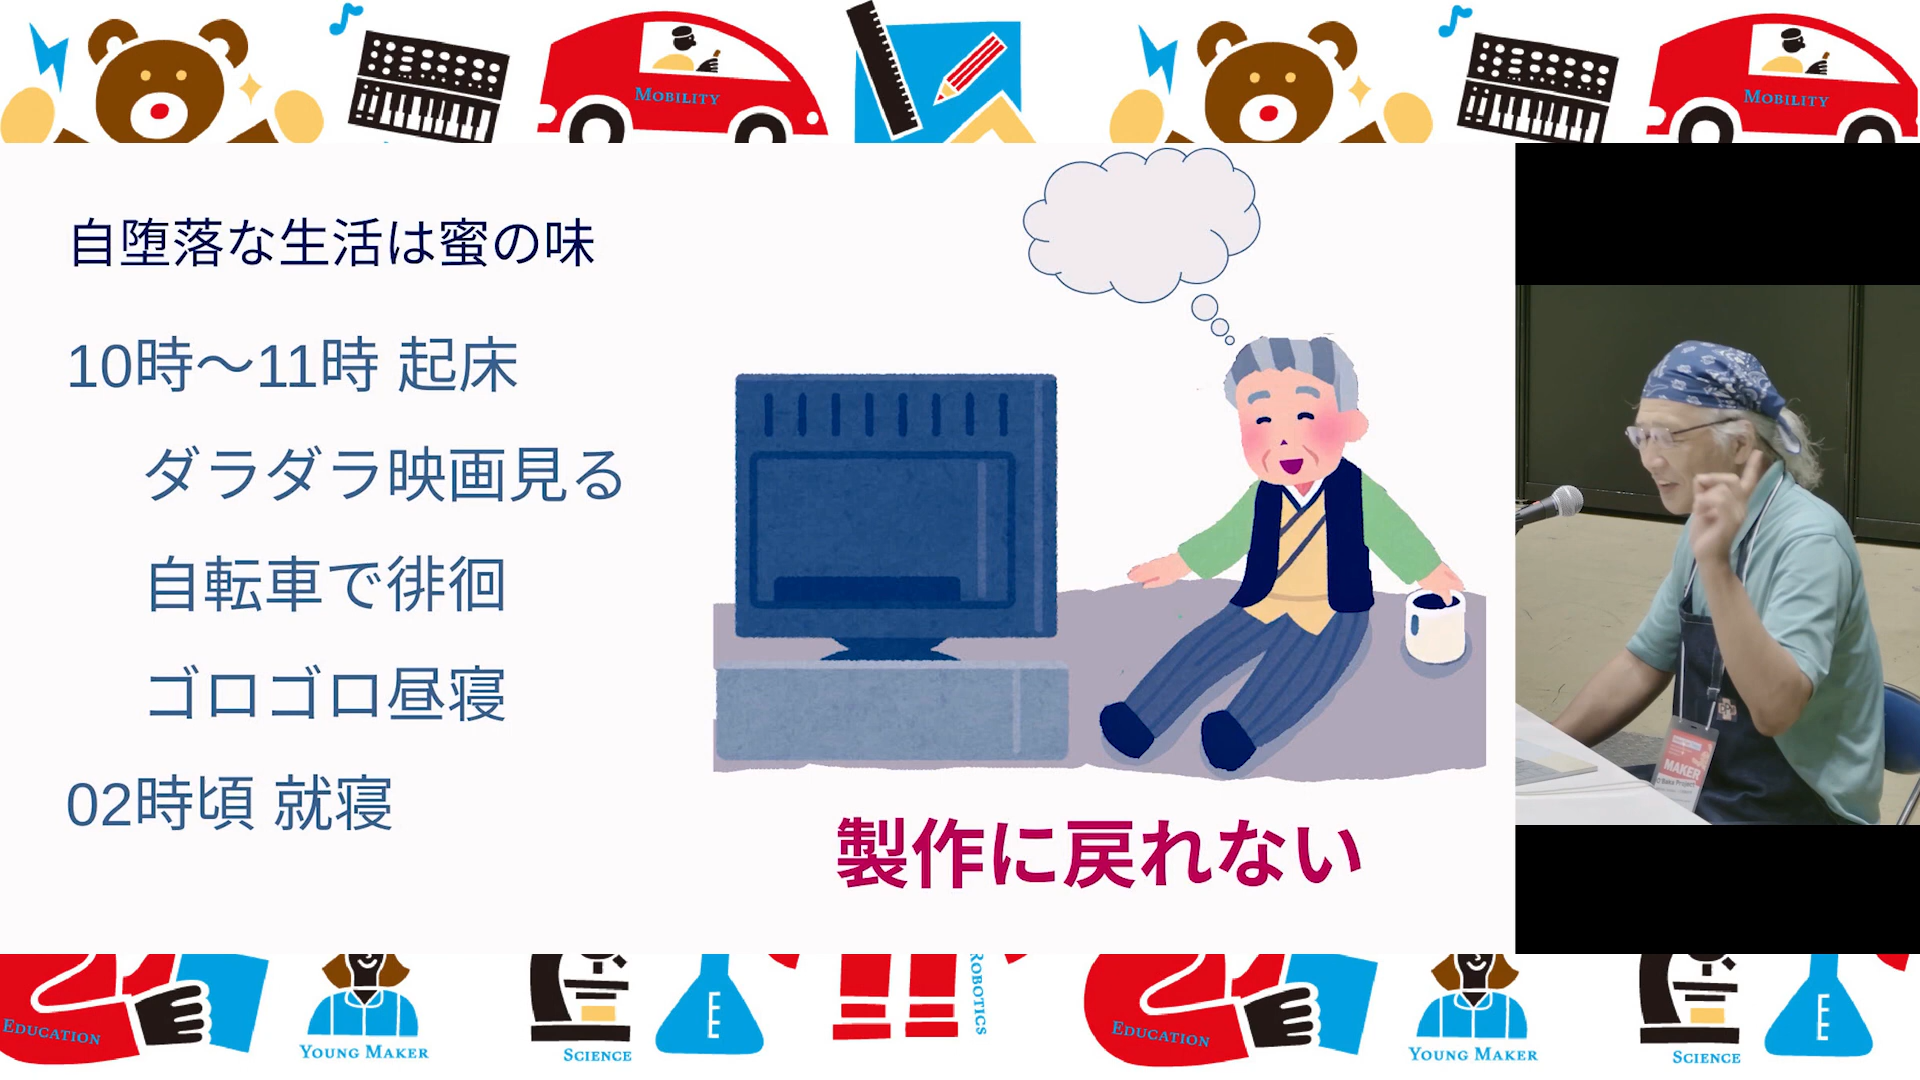 MOBILITY
MOBILITY
自堕落な生活は蜜の味
10時〜11時 起床
ダラダラ映画見る
自転車で徘徊
ゴロゴロ昼寝
02時頃 就寝
製作に戻れない
MAKER
EDUCATION
YOUNG MAKER
SCIENCE
E
ROBOTICS
EDUCATION
YOUNG MAKER
SCIENCE
E